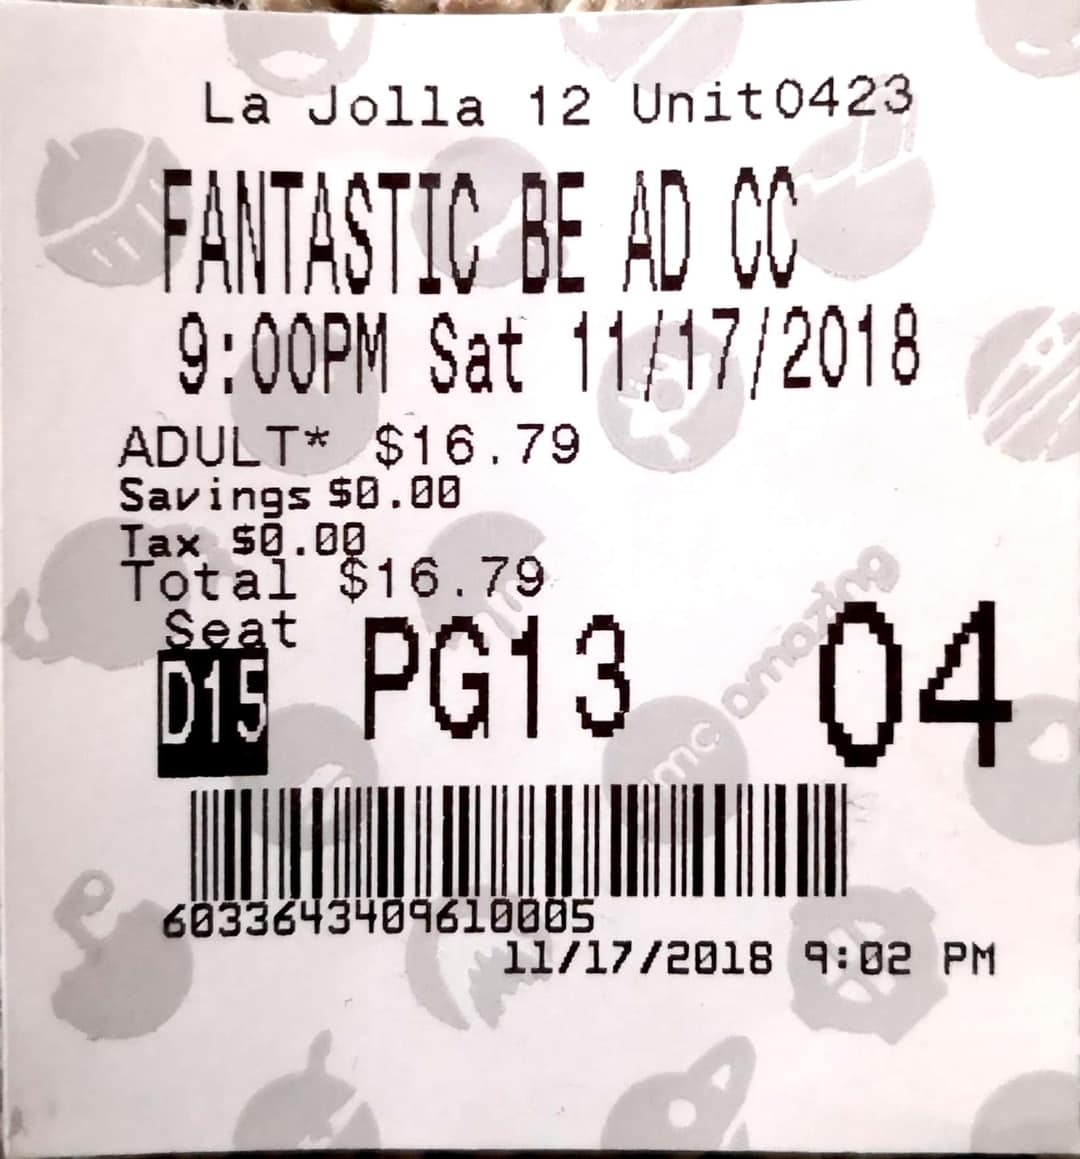 La Jolla 12 Unit0423
FANTASTIC BE AD CC
9:00PM Sat 11/17/2018
ADULT* $16.79
Savings $0.00
Tax $0.00
Total $16.79
Seat
D15 PG13 04
amazing
amc
6033643409610005
11/17/2018 9:02 PM